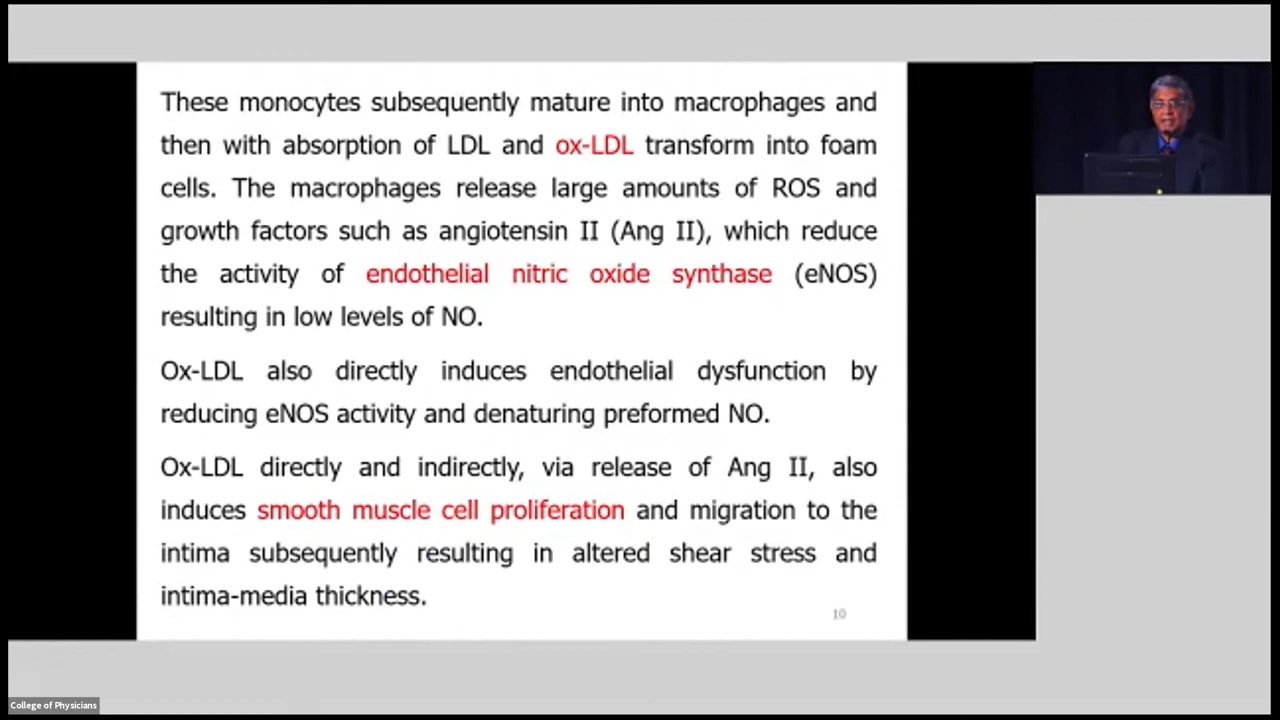 These monocytes subsequently mature into macrophages and
then with absorption of LDL and ox-LDL transform into foam
cells. The macrophages release large amounts of ROS and
growth factors such as angiotensin II (Ang II), which reduce
the activity of endothelial nitric oxide synthase (eNOS)
resulting in low levels of NO.
Ox-LDL also directly induces endothelial dysfunction by
reducing eNOS activity and denaturing preformed NO.
Ox-LDL directly and indirectly, via release of Ang II, also
induces smooth muscle cell proliferation and migration to the
intima subsequently resulting in altered shear stress and
intima-media thickness.
10
College of Physicians